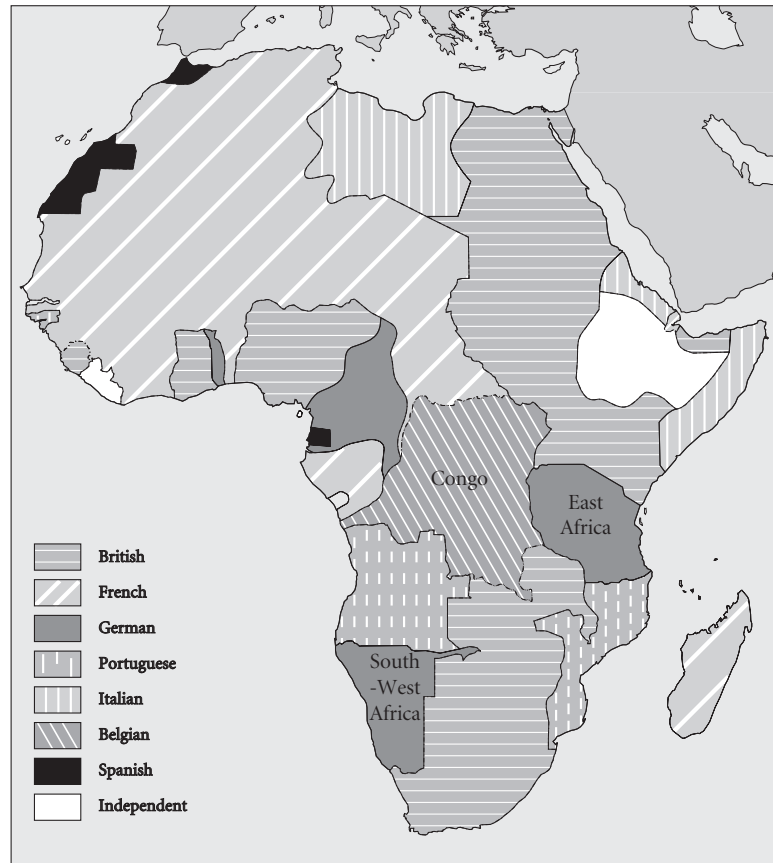 Congo
East
Africa
South
-West
Africa
British
French
German
Portuguese
Italian
Belgian
Spanish
Independent